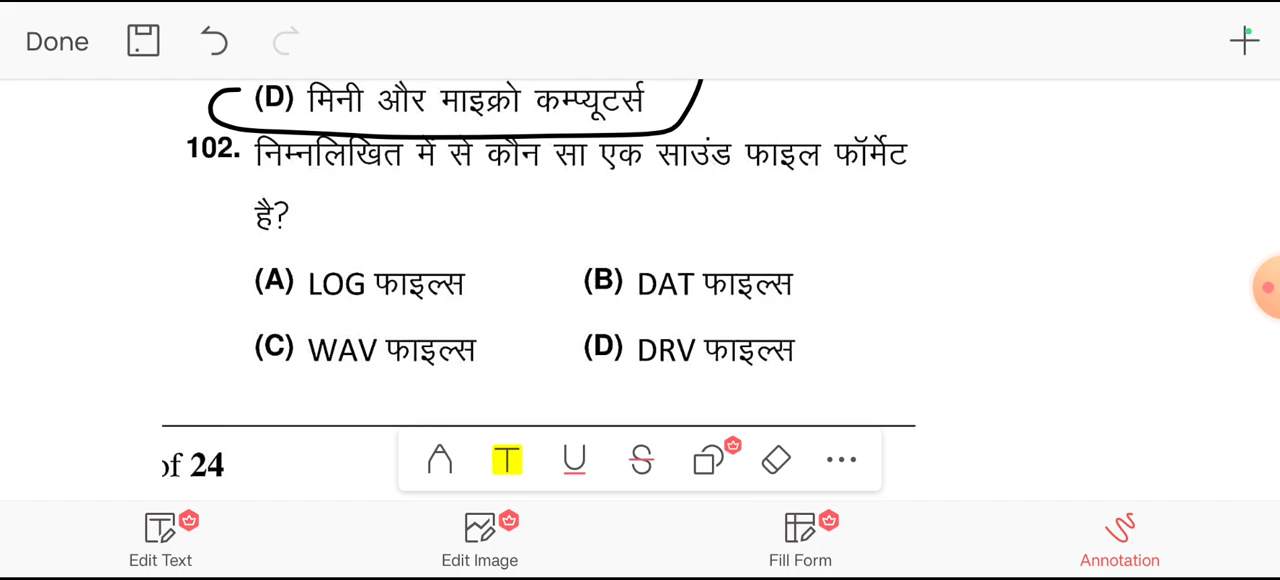 Done
(D) मिनी और माइक्रो कम्प्यूटर्स
102. निम्नलिखित में से कौन सा एक साउंड फाइल फॉर्मेट
है?
(A) LOG फाइल्स (B) DAT फाइल्स
(C) WAV फाइल्स (D) DRV फाइल्स
of 24
T U S
Edit Text Edit Image Fill Form Annotation